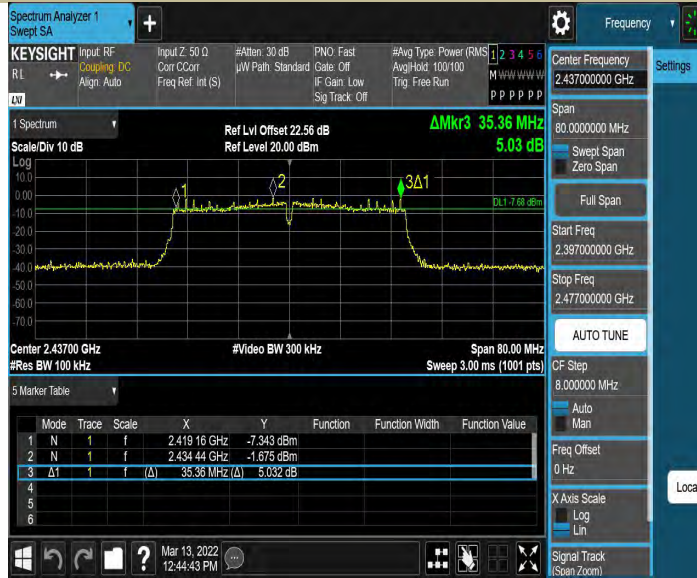 Spectrum Analyzer 1
Swept SA
Frequency
KEYSIGHT
Input: RF
Coupling: DC
Align: Auto
Input Z: 50 Ω
Corr CCorr
Freq Ref: Int (S)
#Atten: 30 dB
µW Path: Standard
PNO: Fast
Gate: Off
IF Gain: Low
Sig Track: Off
#Avg Type: Power (RMS
Avg|Hold: 100/100
Trig: Free Run
1 2 3 4 5 6
M W W W W W
P P P P P P
R L
LXI
1 Spectrum
Scale/Div 10 dB
Ref Lvl Offset 22.56 dB
Ref Level 20.00 dBm
ΔMkr3 35.36 MHz
5.03 dB
Log
10.0
0.00
-10.0
-20.0
-30.0
-40.0
-50.0
-60.0
-70.0
1
2
3Δ1
DL1 -7.68 dBm
Center 2.43700 GHz
#Res BW 100 kHz
#Video BW 300 kHz
Span 80.00 MHz
Sweep 3.00 ms (1001 pts)
5 Marker Table
Mode Trace Scale X Y Function Function Width Function Value
1 N 1 f 2.419 16 GHz -7.343 dBm
2 N 1 f 2.434 44 GHz -1.675 dBm
3 Δ1 1 f (Δ) 35.36 MHz (Δ) 5.032 dB
4
5
6
?
Mar 13, 2022
12:44:43 PM
Center Frequency
2.437000000 GHz
Settings
Span
80.0000000 MHz
Swept Span
Zero Span
Full Span
Start Freq
2.397000000 GHz
Stop Freq
2.477000000 GHz
AUTO TUNE
CF Step
8.000000 MHz
Auto
Man
Freq Offset
0 Hz
X Axis Scale
Log
Lin
Signal Track
(Span Zoom)
Loca